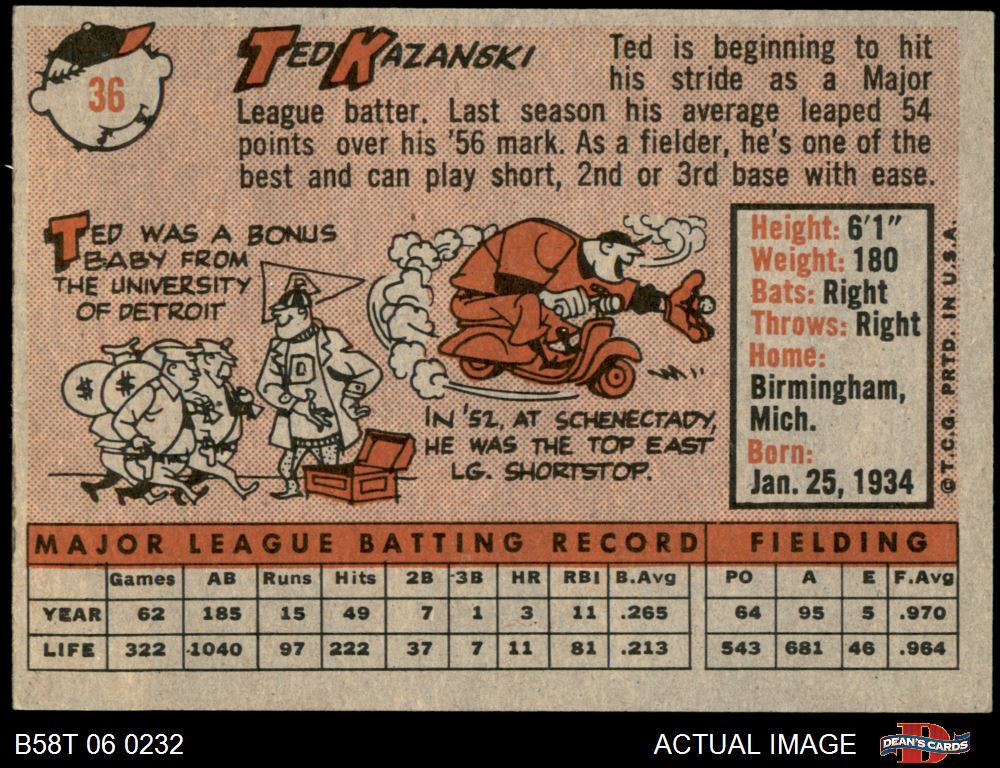 36
TED KAZANSKI
Ted is beginning to hit
his stride as a Major
League batter. Last season his average leaped 54
points over his '56 mark. As a fielder, he's one of the
best and can play short, 2nd or 3rd base with ease.
TED WAS A BONUS
BABY FROM
THE UNIVERSITY
OF DETROIT
P
D
$ $
IN '52, AT SCHENECTADY,
HE WAS THE TOP EAST
LG. SHORTSTOP.
Height: 6'1"
Weight: 180
Bats: Right
Throws: Right
Home:
Birmingham,
Mich.
Born:
Jan. 25, 1934
© T.C.G. PRTD. IN U.S.A.
MAJOR LEAGUE BATTING RECORD FIELDING
Games AB Runs Hits 2B 3B HR RBI B.Avg PO A E F.Avg
YEAR 62 185 15 49 7 1 3 11 .265 64 95 5 .970
LIFE 322 1040 97 222 37 7 11 81 .213 543 681 46 .964
B58T 06 0232 ACTUAL IMAGE D DEAN'S CARDS